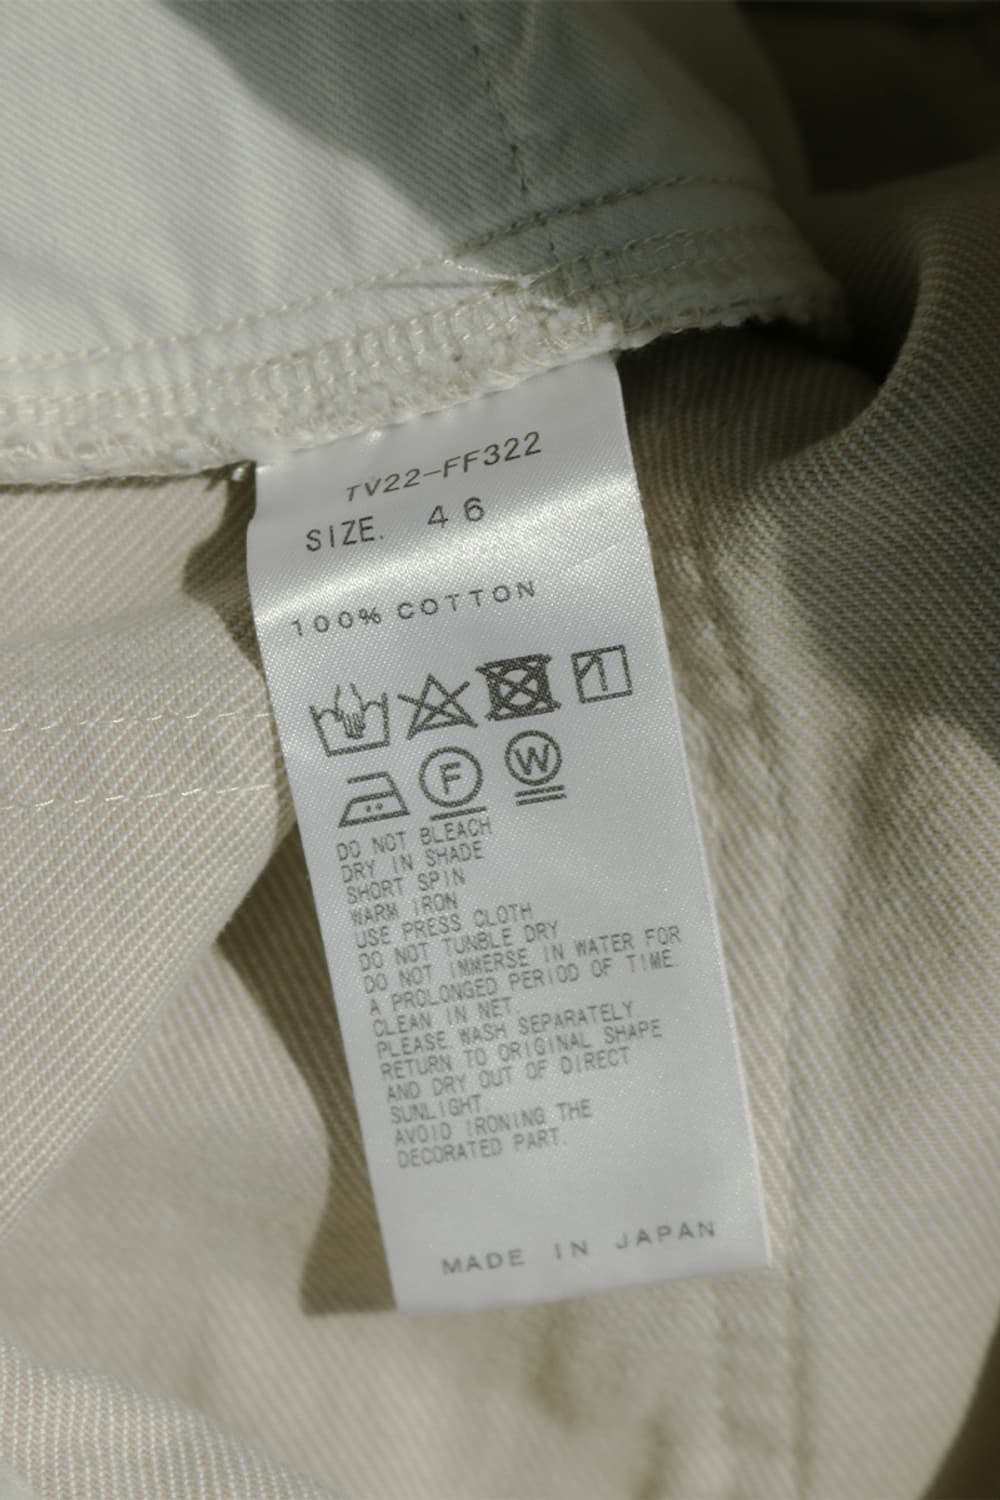 TV22-FF322
SIZE. 46
100% COTTON
F W
DO NOT BLEACH
DRY IN SHADE
SHORT SPIN
WARM IRON
USE PRESS CLOTH
DO NOT TUNBLE DRY
DO NOT IMMERSE IN WATER FOR
A PROLONGED PERIOD OF TIME.
CLEAN IN NET.
PLEASE WASH SEPARATELY.
RETURN TO ORIGINAL SHAPE
AND DRY OUT OF DIRECT
SUNLIGHT
AVOID IRONING THE
DECORATED PART.
MADE IN JAPAN